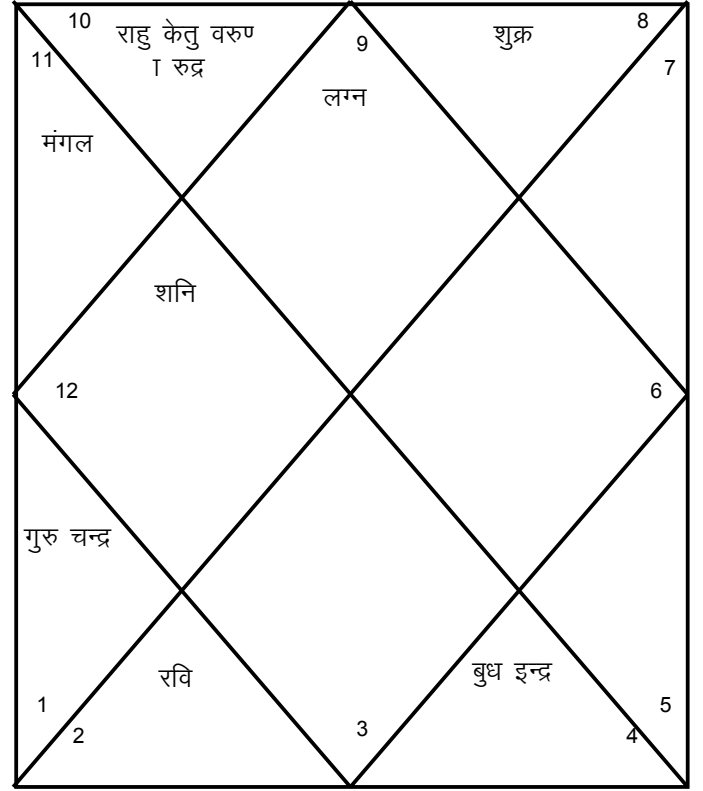 10
राहु केतु वरुण
ा रुद्र
9
शुक्र
8
11
7
लग्न
मंगल
शनि
12
6
गुरु चन्द्र
रवि
बुध इन्द्र
1
2
3
4
5